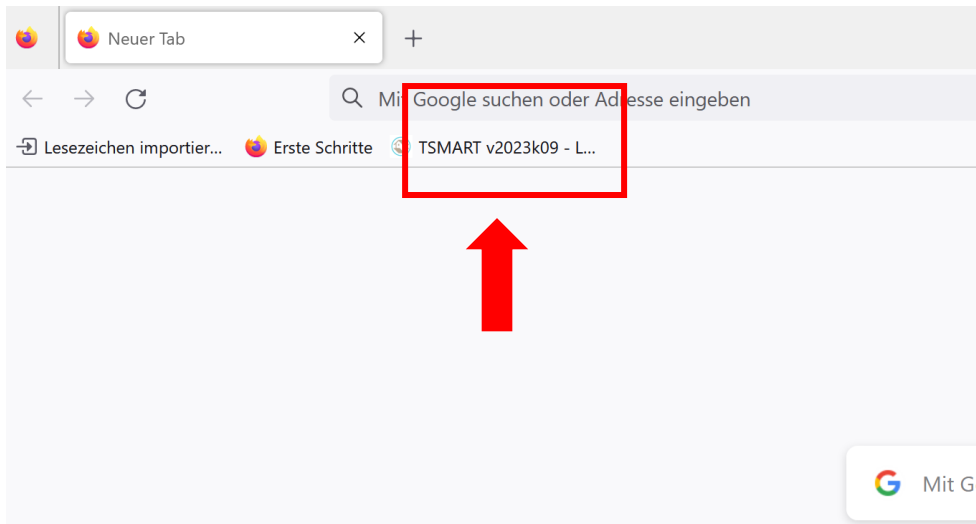 Neuer Tab
Mit Google suchen oder Adresse eingeben
Lesezeichen importier... Erste Schritte TSMART v2023k09 - L...
Mit G